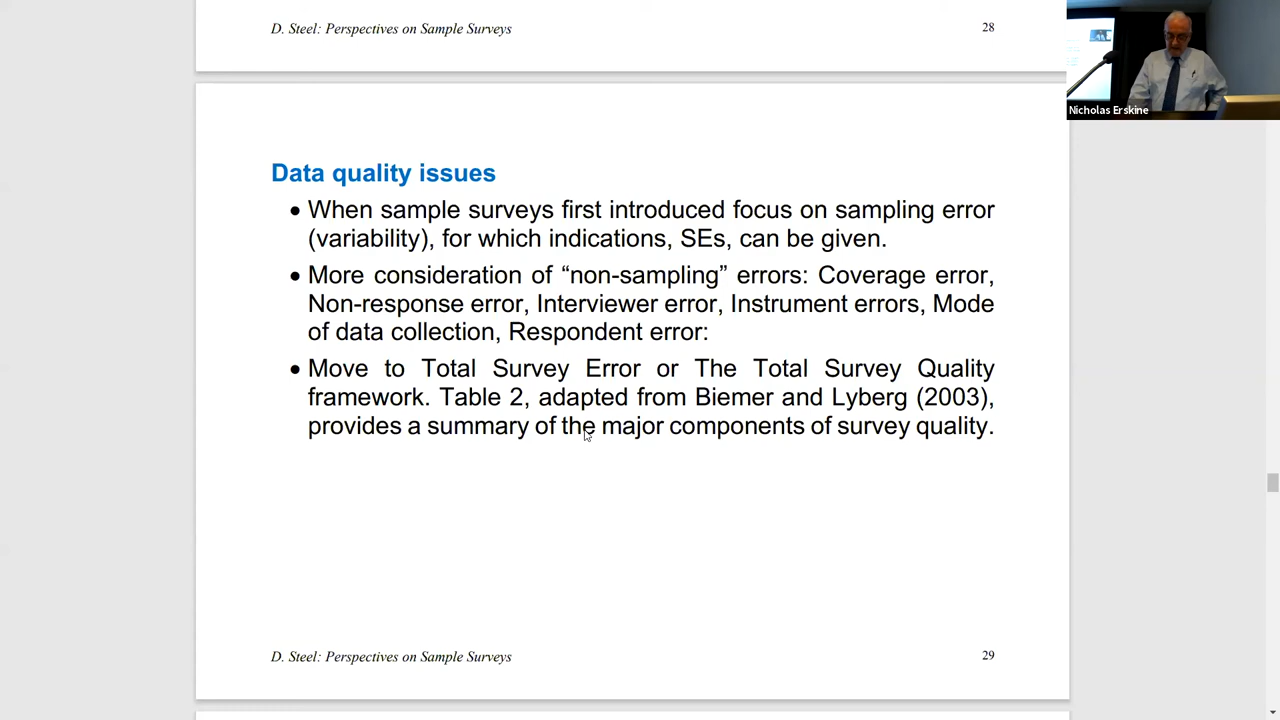 D. Steel: Perspectives on Sample Surveys 28
Nicholas Erskine
Data quality issues
• When sample surveys first introduced focus on sampling error
(variability), for which indications, SEs, can be given.
• More consideration of “non-sampling” errors: Coverage error,
Non-response error, Interviewer error, Instrument errors, Mode
of data collection, Respondent error:
• Move to Total Survey Error or The Total Survey Quality
framework. Table 2, adapted from Biemer and Lyberg (2003),
provides a summary of the major components of survey quality.
D. Steel: Perspectives on Sample Surveys 29